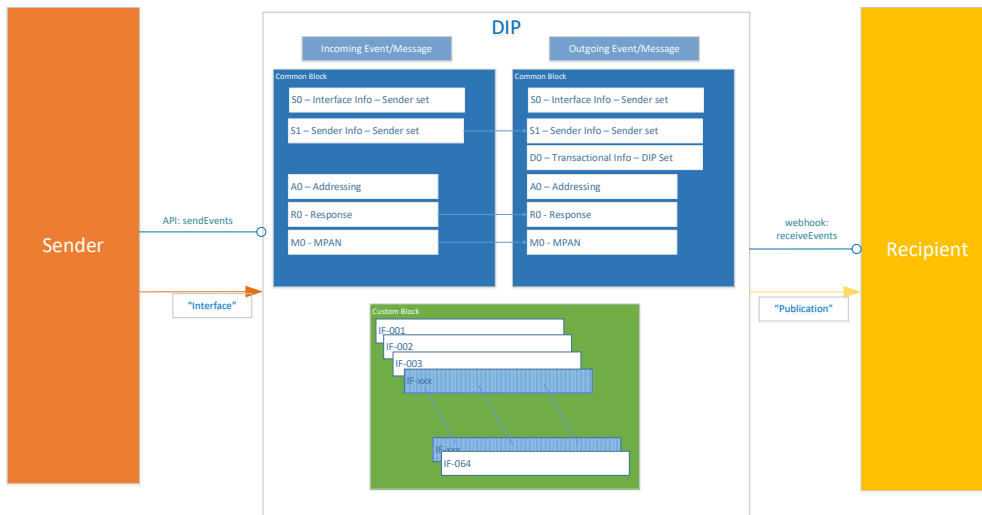 DIP
Incoming Event/Message
Outgoing Event/Message
Common Block
S0 – Interface Info – Sender set
S1 – Sender Info – Sender set
A0 – Addressing
R0 - Response
M0 - MPAN
Common Block
S0 – Interface Info – Sender set
S1 – Sender Info – Sender set
D0 – Transactional Info – DIP Set
A0 – Addressing
R0 - Response
M0 - MPAN
Sender
API: sendEvents
“Interface”
webhook:
receiveEvents
“Publication”
Recipient
Custom Block
IF-001
IF-002
IF-003
IF-xxx
IF-xxx
IF-064